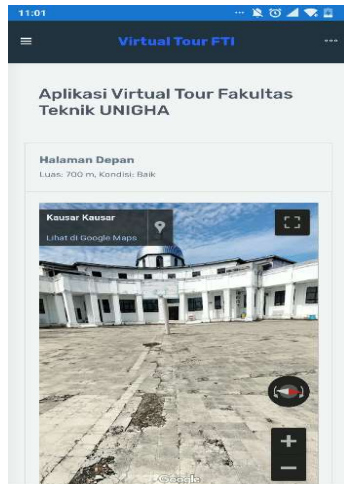 11:01
Virtual Tour FTI
Aplikasi Virtual Tour Fakultas
Teknik UNIGHA
Halaman Depan
Luas: 700 m, Kondisi: Baik
Kausar Kausar
Lihat di Google Maps
Google